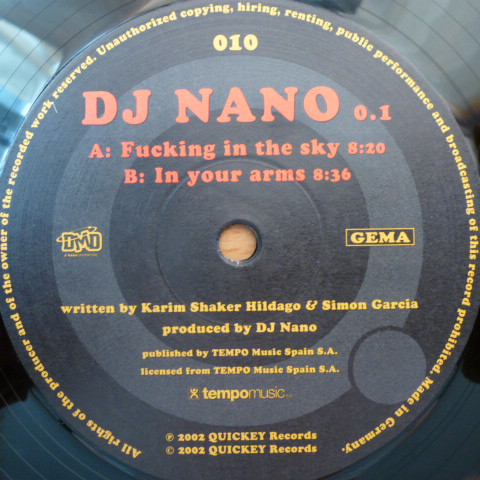 All rights of the producer and of the owner of the recorded work reserved. Unauthorized copying, hiring, renting, public performance and broadcasting of this record prohibited. Made in Germany.
010
DJ NANO 0.1
A: Fucking in the sky 8:20
B: In your arms 8:36
DMD
GEMA
written by Karim Shaker Hildago & Simon Garcia
produced by DJ Nano
published by TEMPO Music Spain S.A.
licensed from TEMPO Music Spain S.A.
tempomusic
℗ 2002 QUICKEY Records
© 2002 QUICKEY Records